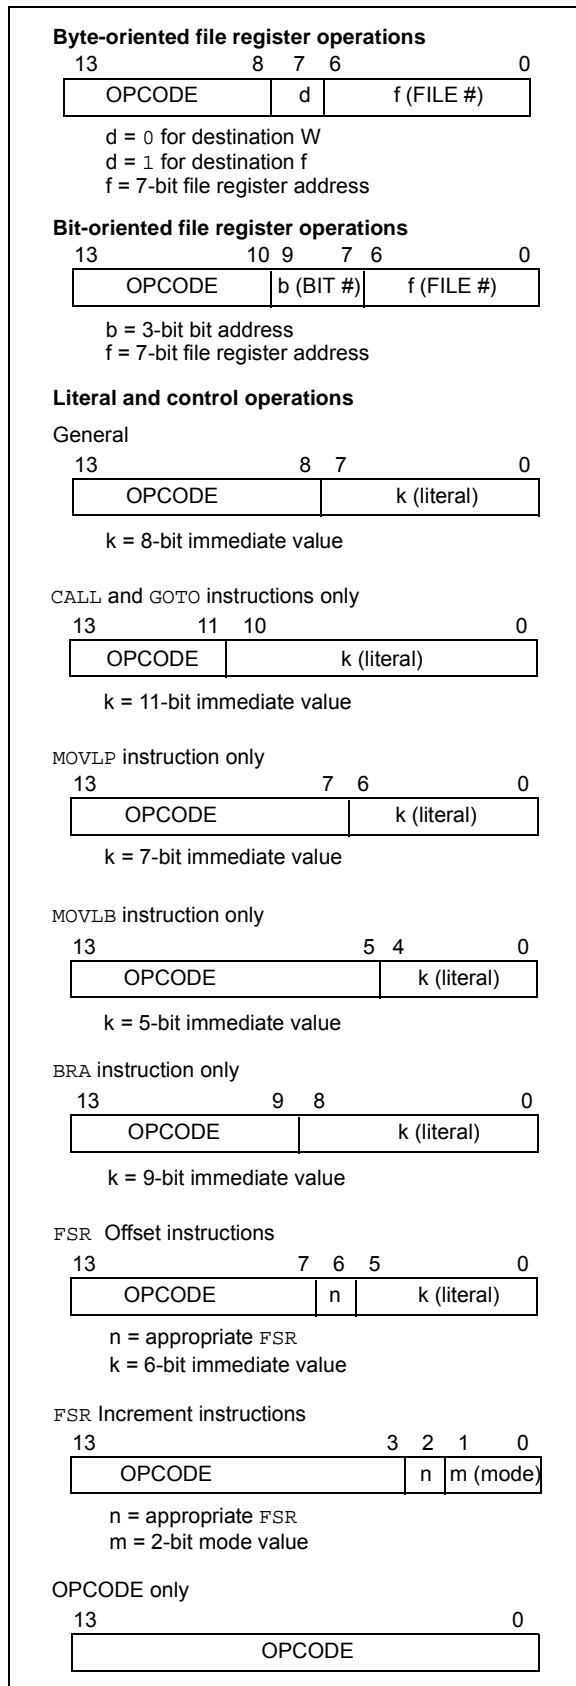 Byte-oriented file register operations
13 8 7 6 0
OPCODE d f (FILE #)
d = 0 for destination W
d = 1 for destination f
f = 7-bit file register address
Bit-oriented file register operations
13 10 9 7 6 0
OPCODE b (BIT #) f (FILE #)
b = 3-bit bit address
f = 7-bit file register address
Literal and control operations
General
13 8 7 0
OPCODE k (literal)
k = 8-bit immediate value
CALL and GOTO instructions only
13 11 10 0
OPCODE k (literal)
k = 11-bit immediate value
MOVLP instruction only
13 7 6 0
OPCODE k (literal)
k = 7-bit immediate value
MOVLB instruction only
13 5 4 0
OPCODE k (literal)
k = 5-bit immediate value
BRA instruction only
13 9 8 0
OPCODE k (literal)
k = 9-bit immediate value
FSR Offset instructions
13 7 6 5 0
OPCODE n k (literal)
n = appropriate FSR
k = 6-bit immediate value
FSR Increment instructions
13 3 2 1 0
OPCODE n m (mode)
n = appropriate FSR
m = 2-bit mode value
OPCODE only
13 0
OPCODE